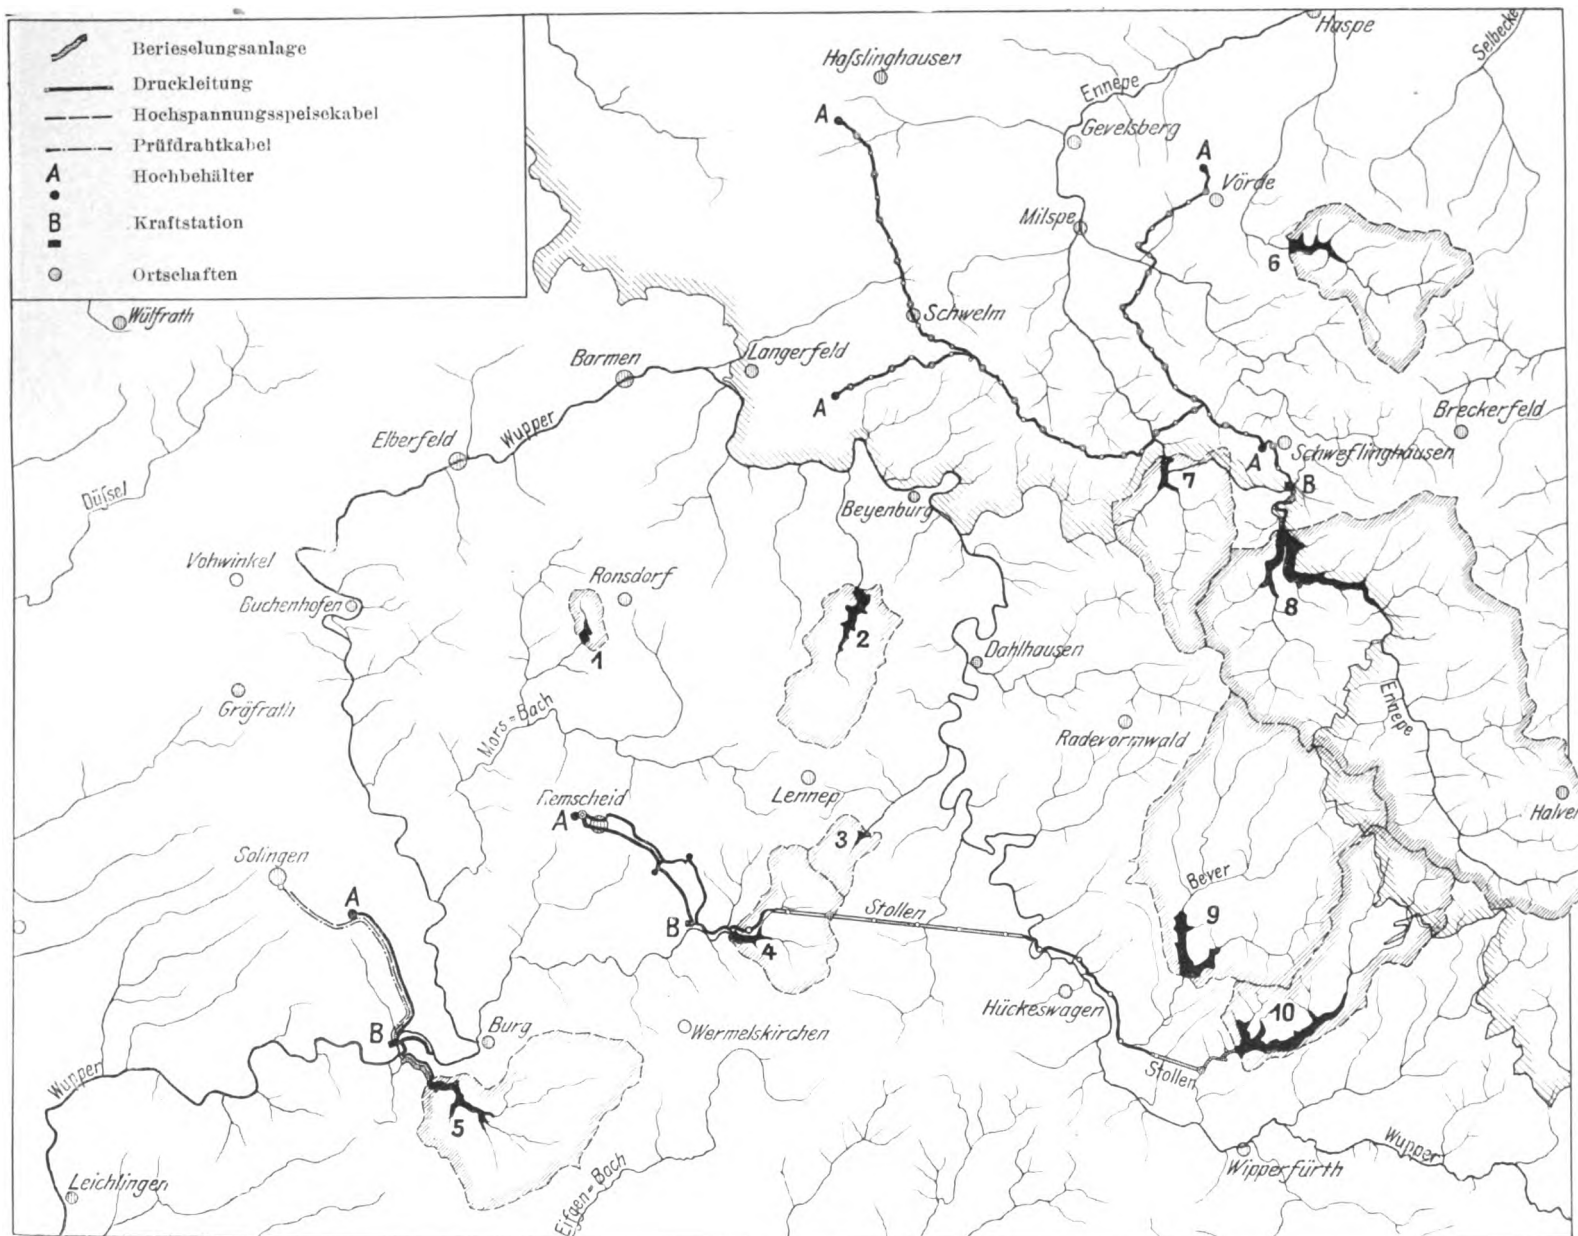 Berieselungsanlage
Druckleitung
Hochspannungsspeisekabel
Prüfdrahtkabel
A Hochbehälter
B Kraftstation
Ortschaften
Haspe
Selbecke
Haſslinghausen
Ennepe
A
Gevelsberg
A
Vörde
Milspe
6
Wülfrath
Schwelm
Barmen
Langerfeld
A
Breckerfeld
Wupper
Elberfeld
Schweflinghausen
A
7
B
Düſsel
Beyenburg
Vohwinkel
Ronsdorf
Buchenhofen
8
2
1
Dahlhausen
Gräfrath
Mors=Bach
Ennepe
Radevormwald
Lennep
Remscheid
A
Halver
3
Solingen
Bever
A
Stollen
9
B
4
Hückeswagen
10
Burg
Wermelskirchen
B
Wupper
Stollen
5
Wupper
Eifgen=Bach
Wipperfürth
Leichlingen